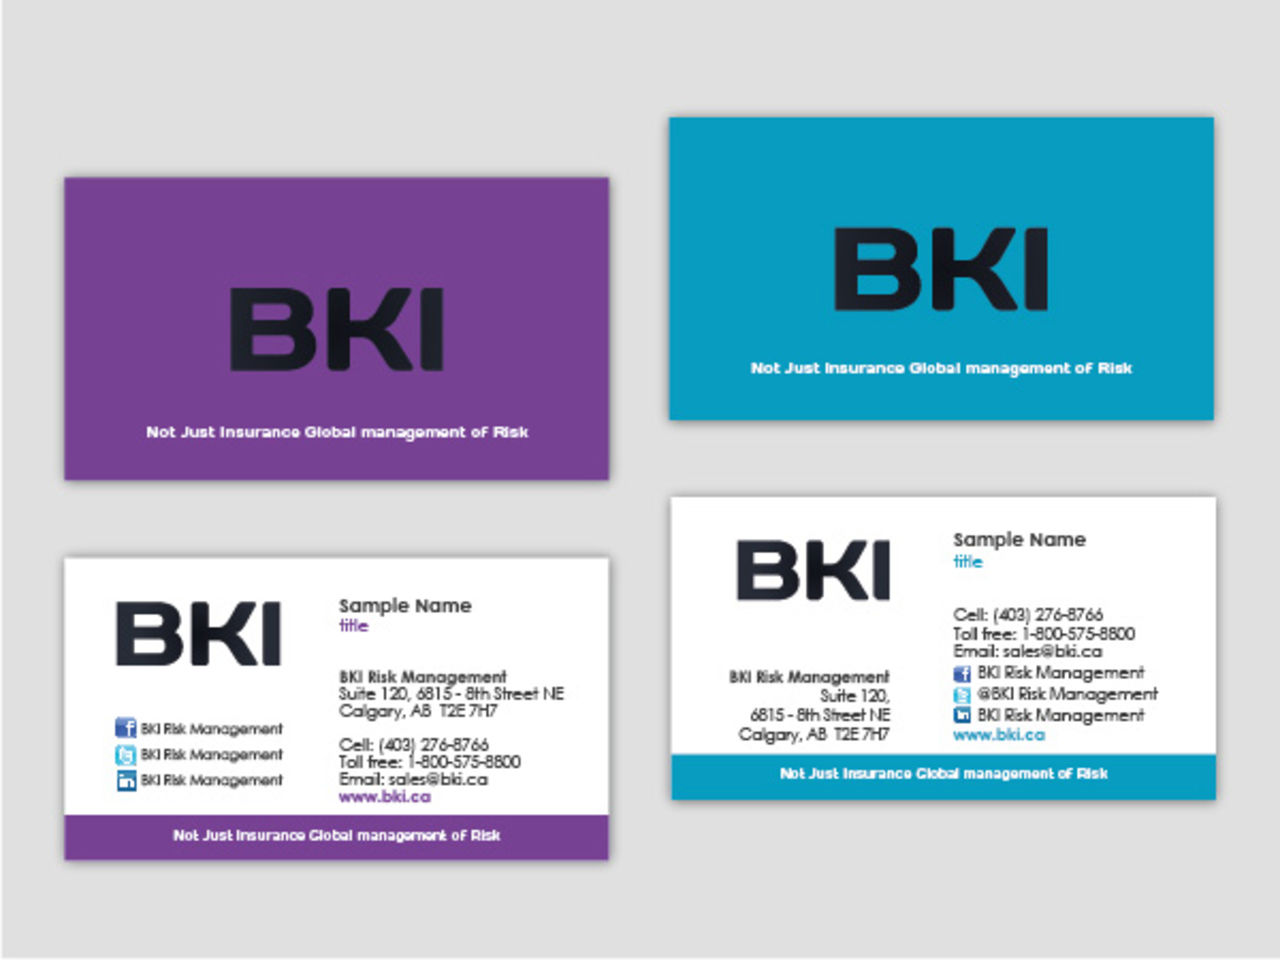 BKI
Not Just Insurance Global management of Risk
BKI
Not Just Insurance Global management of Risk
BKI
BKI Risk Management
BKI Risk Management
BKI Risk Management
Sample Name
title
BKI Risk Management
Suite 120, 6815 - 8th Street NE
Calgary, AB T2E 7H7
Cell: (403) 276-8766
Toll free: 1-800-575-8800
Email: sales@bki.ca
www.bki.ca
Not Just Insurance Global management of Risk
BKI
BKI Risk Management
Suite 120,
6815 - 8th Street NE
Calgary, AB T2E 7H7
Sample Name
title
Cell: (403) 276-8766
Toll free: 1-800-575-8800
Email: sales@bki.ca
BKI Risk Management
@BKI Risk Management
BKI Risk Management
www.bki.ca
Not Just Insurance Global management of Risk